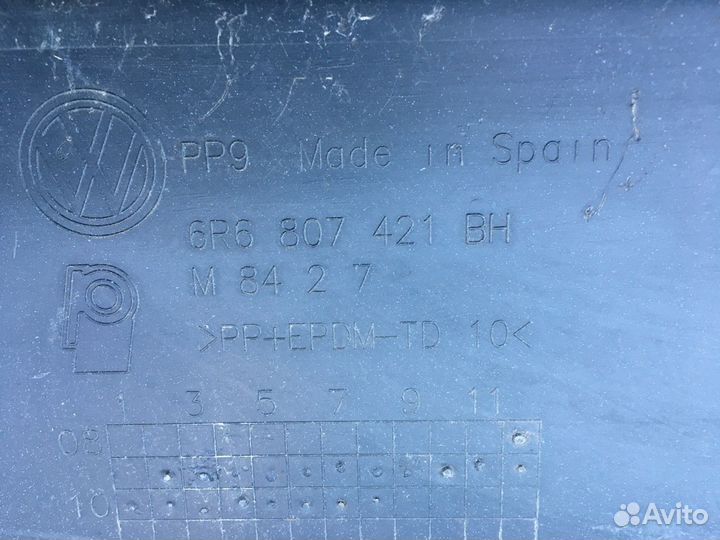 VW PP9 Made in Spain
6R6 807 421 BH
M 84 2 7
>PP+EPDM-TD 10<
1 3 5 7 9 11
08
10
Avito